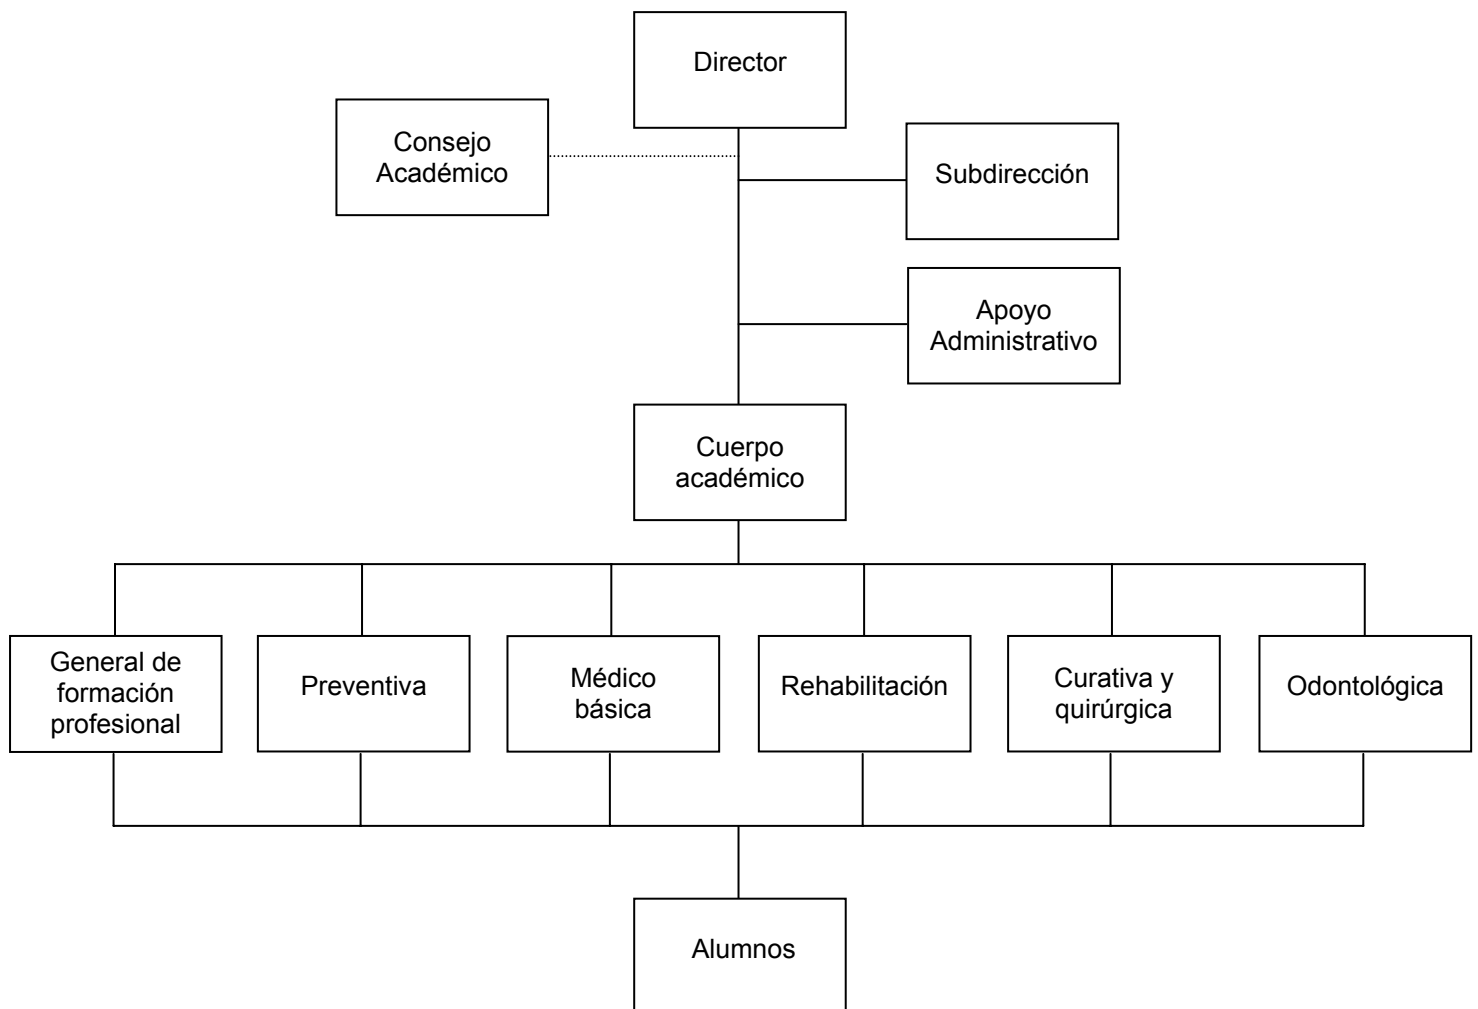 Director
Consejo
Académico
Subdirección
Apoyo
Administrativo
Cuerpo
académico
General de
formación
profesional
Preventiva
Médico
básica
Rehabilitación
Curativa y
quirúrgica
Odontológica
Alumnos